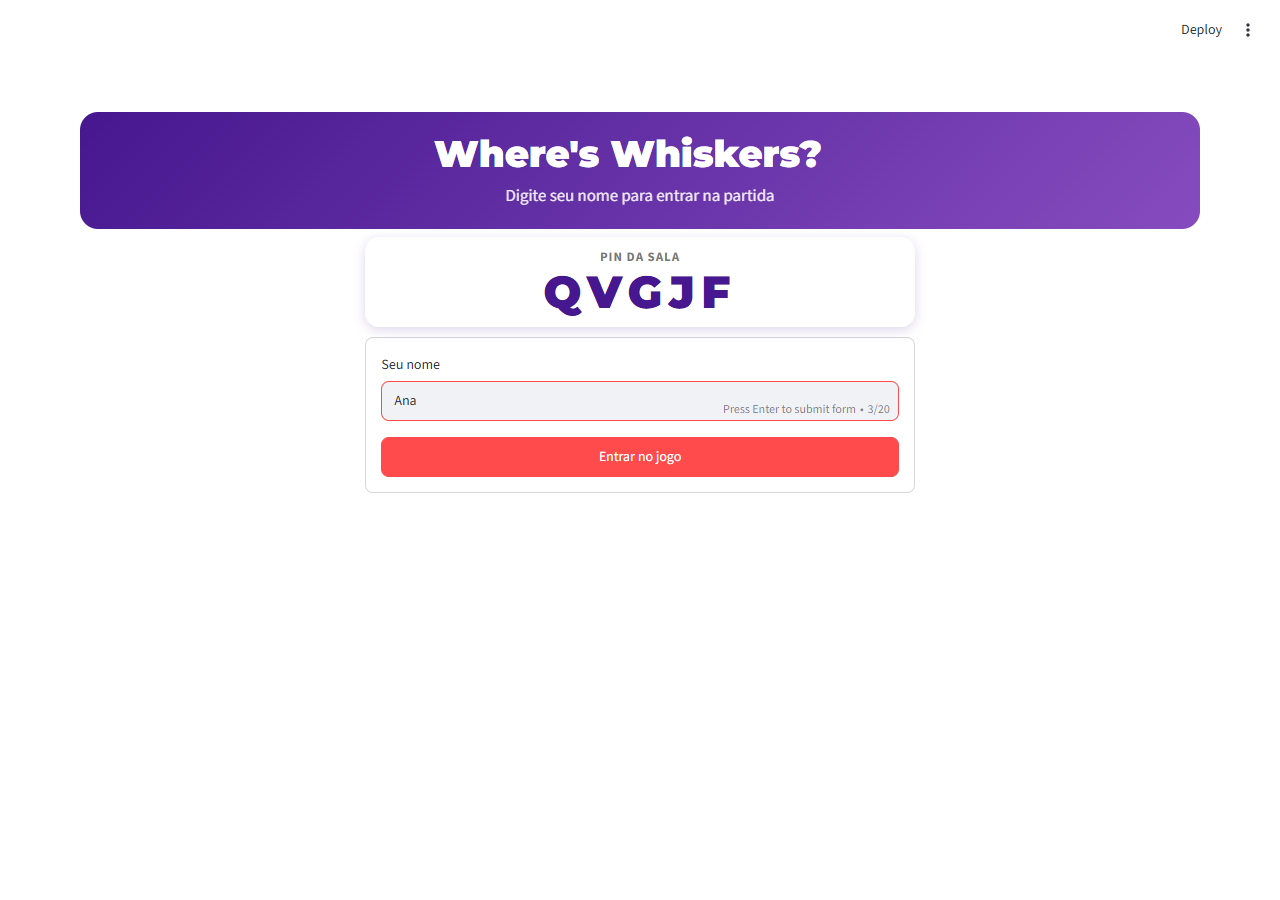 Deploy
Where's Whiskers?
Digite seu nome para entrar na partida
PIN DA SALA
QVGJF
Seu nome
Ana
Press Enter to submit form • 3/20
Entrar no jogo